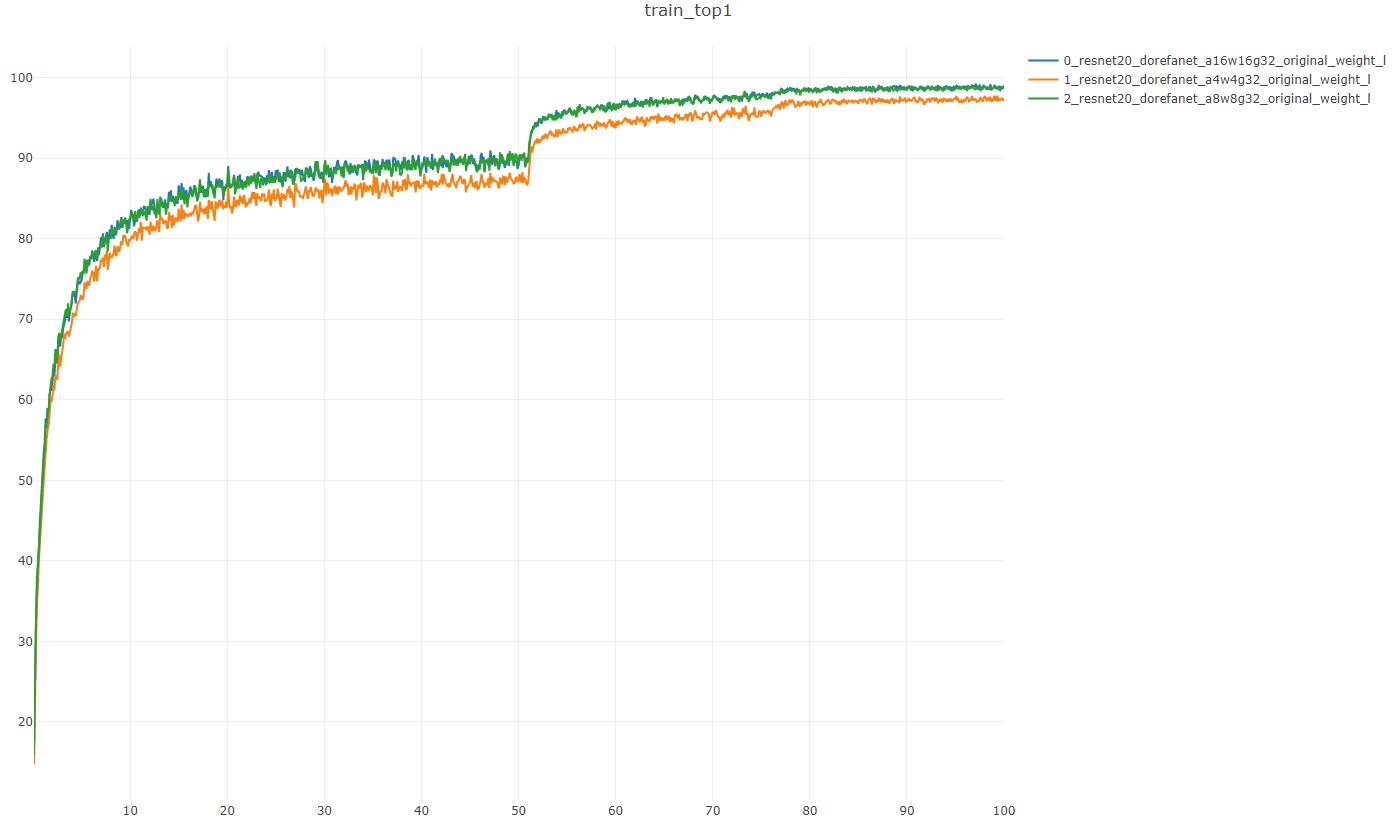 train_top1
0_resnet20_dorefanet_a16w16g32_original_weight_l
1_resnet20_dorefanet_a4w4g32_original_weight_l
2_resnet20_dorefanet_a8w8g32_original_weight_l
100
90
80
70
60
50
40
30
20
10 20 30 40 50 60 70 80 90 100